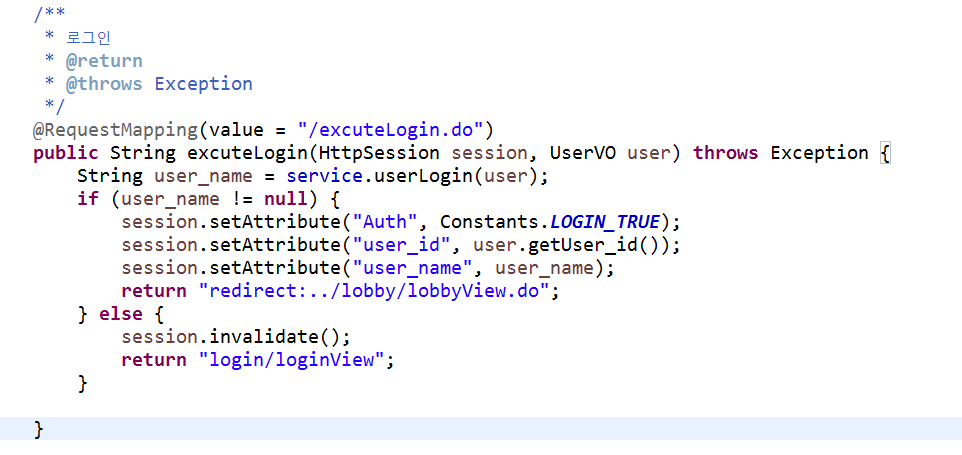 /**
 * 로그인
 * @return
 * @throws Exception
 */
@RequestMapping(value = "/excuteLogin.do")
public String excuteLogin(HttpSession session, UserVO user) throws Exception {
    String user_name = service.userLogin(user);
    if (user_name != null) {
        session.setAttribute("Auth", Constants.LOGIN_TRUE);
        session.setAttribute("user_id", user.getUser_id());
        session.setAttribute("user_name", user_name);
        return "redirect:../lobby/lobbyView.do";
    } else {
        session.invalidate();
        return "login/loginView";
    }

}